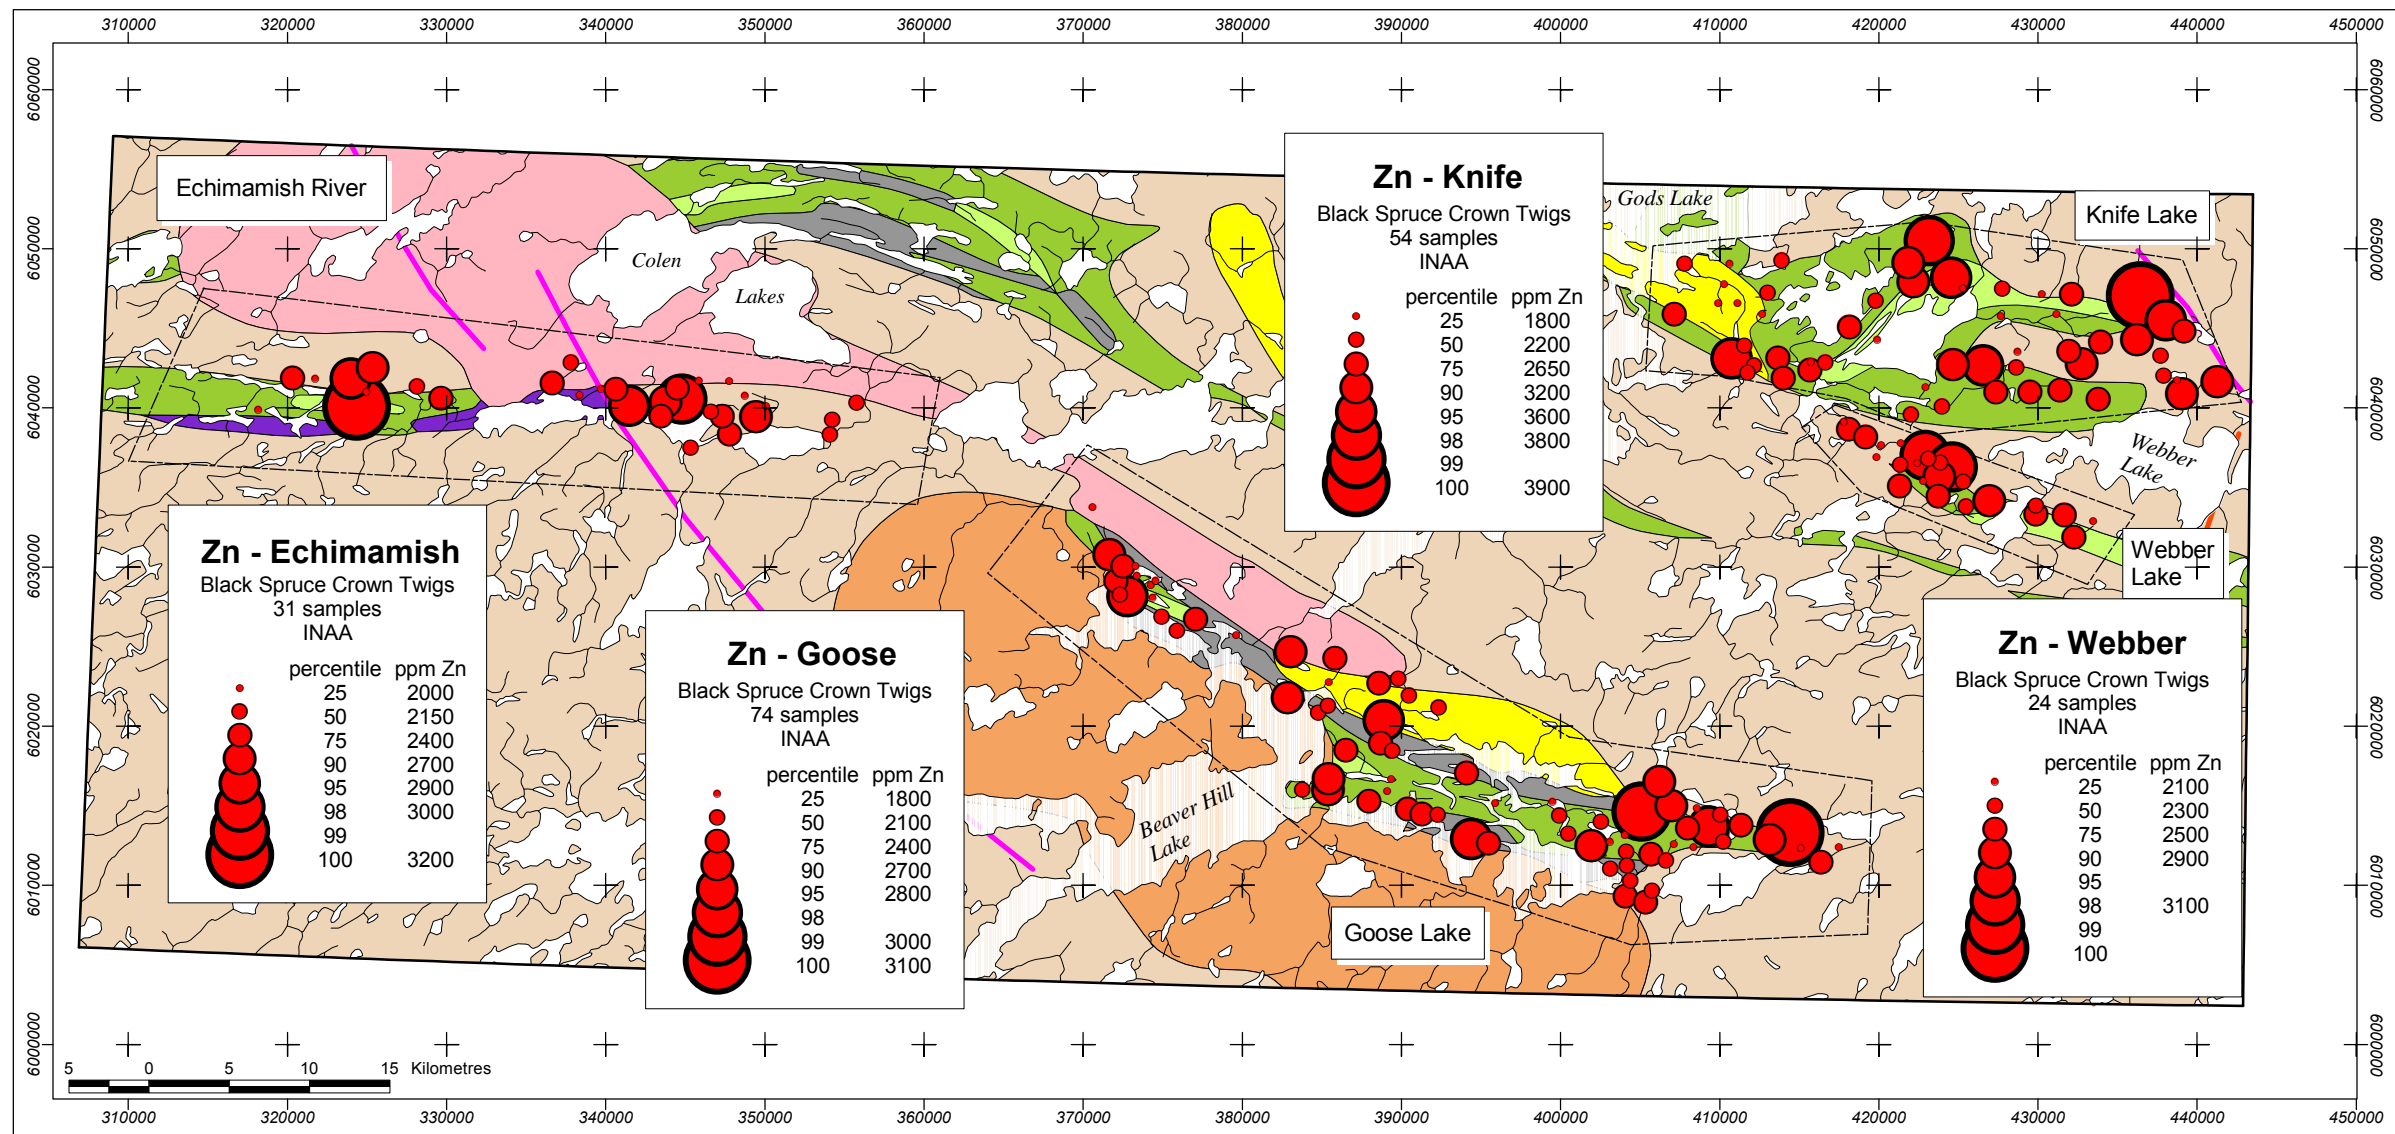 310000 320000 330000 340000 350000 360000 370000 380000 390000 400000 410000 420000 430000 440000 450000
6060000
6060000
Echimamish River
Gods Lake
Knife Lake
6050000
6050000
Colen
Lakes
Zn - Knife
Black Spruce Crown Twigs
54 samples
INAA
percentile ppm Zn
25 1800
50 2200
75 2650
90 3200
95 3600
98 3800
99
100 3900
6040000
6040000
Webber
Lake
Webber
Lake
6030000
6030000
Zn - Echimamish
Black Spruce Crown Twigs
31 samples
INAA
percentile ppm Zn
25 2000
50 2150
75 2400
90 2700
95 2900
98 3000
99
100 3200
Zn - Goose
Black Spruce Crown Twigs
74 samples
INAA
percentile ppm Zn
25 1800
50 2100
75 2400
90 2700
95 2800
98
99 3000
100 3100
Zn - Webber
Black Spruce Crown Twigs
24 samples
INAA
percentile ppm Zn
25 2100
50 2300
75 2500
90 2900
95
98 3100
99
100
6020000
6020000
Beaver Hill
Lake
6010000
6010000
Goose Lake
6000000
6000000
5 0 5 10 15 Kilometres
310000 320000 330000 340000 350000 360000 370000 380000 390000 400000 410000 420000 430000 440000 450000